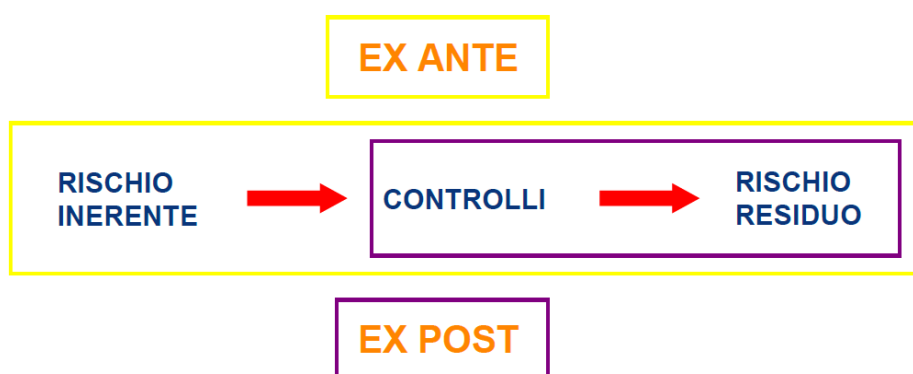 EX ANTE
RISCHIO
INERENTE
CONTROLLI
RISCHIO
RESIDUO
EX POST